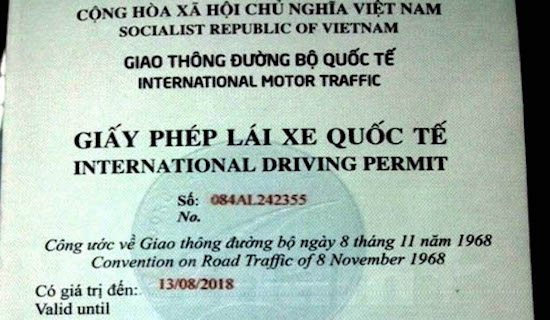 CỘNG HÒA XÃ HỘI CHỦ NGHĨA VIỆT NAM
SOCIALIST REPUBLIC OF VIETNAM
GIAO THÔNG ĐƯỜNG BỘ QUỐC TẾ
INTERNATIONAL MOTOR TRAFFIC
GIẤY PHÉP LÁI XE QUỐC TẾ
INTERNATIONAL DRIVING PERMIT
Số: 084AL242355
No.
Công ước về Giao thông đường bộ ngày 8 tháng 11 năm 1968
Convention on Road Traffic of 8 November 1968
Có giá trị đến: 13/08/2018
Valid until